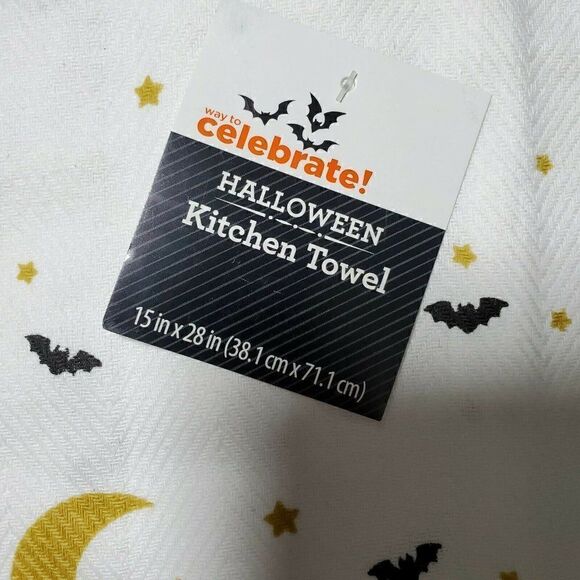 way to
celebrate!
HALLOWEEN
Kitchen Towel
15 in x 28 in (38.1 cm x 71.1 cm)